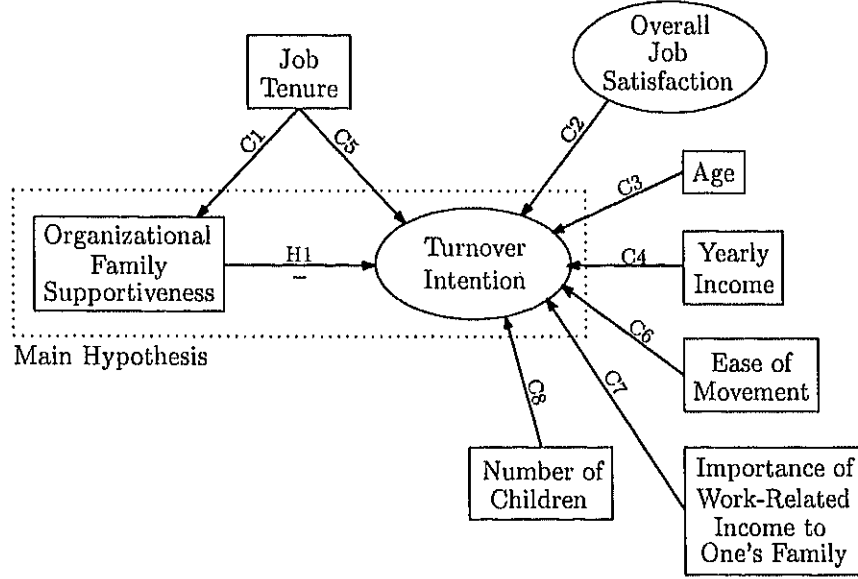 Overall
Job
Satisfaction
Job
Tenure
C1
C5
C2
C3
Age
Organizational
Family
Supportiveness
H1
–
Turnover
Intention
C4
Yearly
Income
Main Hypothesis
C6
Ease of
Movement
C7
C8
Number of
Children
Importance of
Work-Related
Income to
One's Family